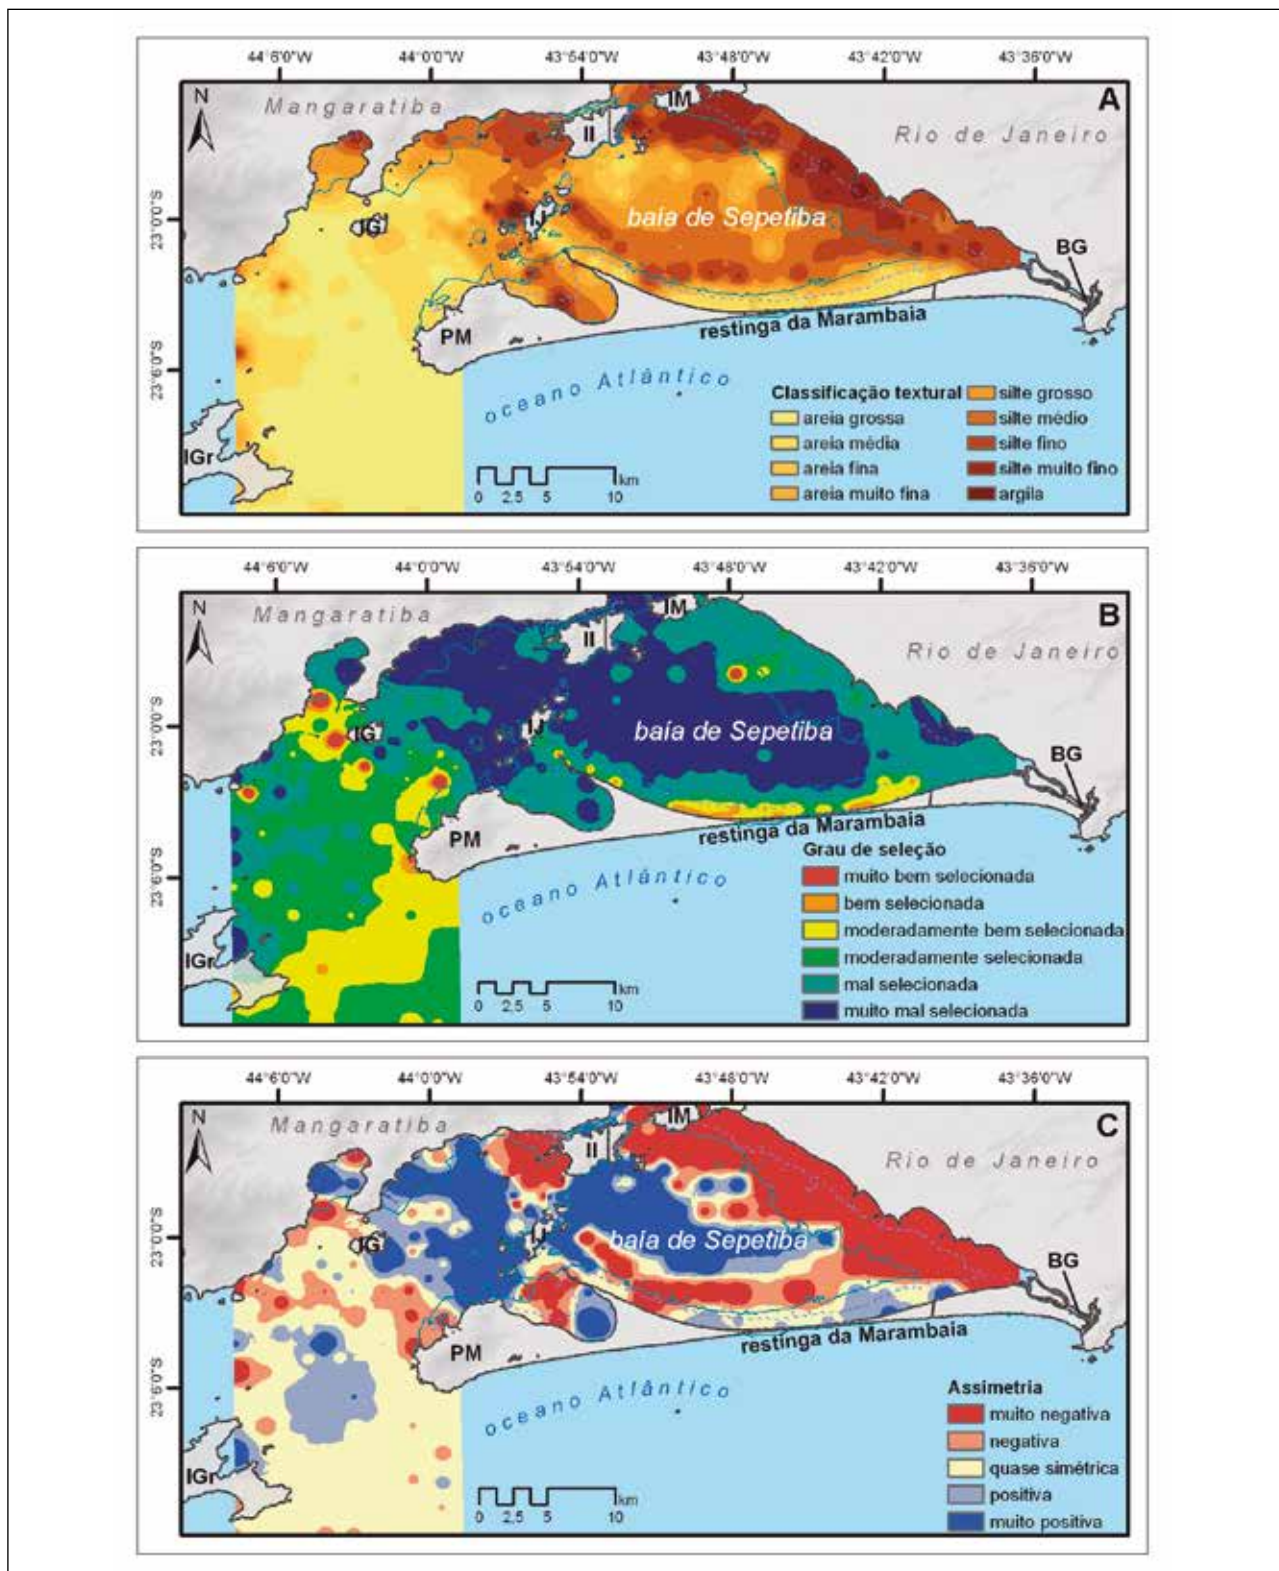 44°6'0"W 44°0'0"W 43°54'0"W 43°48'0"W 43°42'0"W 43°36'0"W
A
N
Mangaratiba
IM
II
Rio de Janeiro
23°0'0"S
IG
IJ
baía de Sepetiba
BG
PM
restinga da Marambaia
23°6'0"S
oceano Atlântico
IGr
Classificação textural
areia grossa
areia média
areia fina
areia muito fina
silte grosso
silte médio
silte fino
silte muito fino
argila
km
0 2.5 5 10
44°6'0"W 44°0'0"W 43°54'0"W 43°48'0"W 43°42'0"W 43°36'0"W
B
N
Mangaratiba
IM
II
Rio de Janeiro
23°0'0"S
IG
IJ
baía de Sepetiba
BG
PM
restinga da Marambaia
23°6'0"S
oceano Atlântico
IGr
Grau de seleção
muito bem selecionada
bem selecionada
moderadamente bem selecionada
moderadamente selecionada
mal selecionada
muito mal selecionada
km
0 2.5 5 10
44°6'0"W 44°0'0"W 43°54'0"W 43°48'0"W 43°42'0"W 43°36'0"W
C
N
Mangaratiba
IM
II
Rio de Janeiro
23°0'0"S
IG
IJ
baía de Sepetiba
BG
PM
restinga da Marambaia
23°6'0"S
oceano Atlântico
IGr
Assimetria
muito negativa
negativa
quase simétrica
positiva
muito positiva
km
0 2,5 5 10